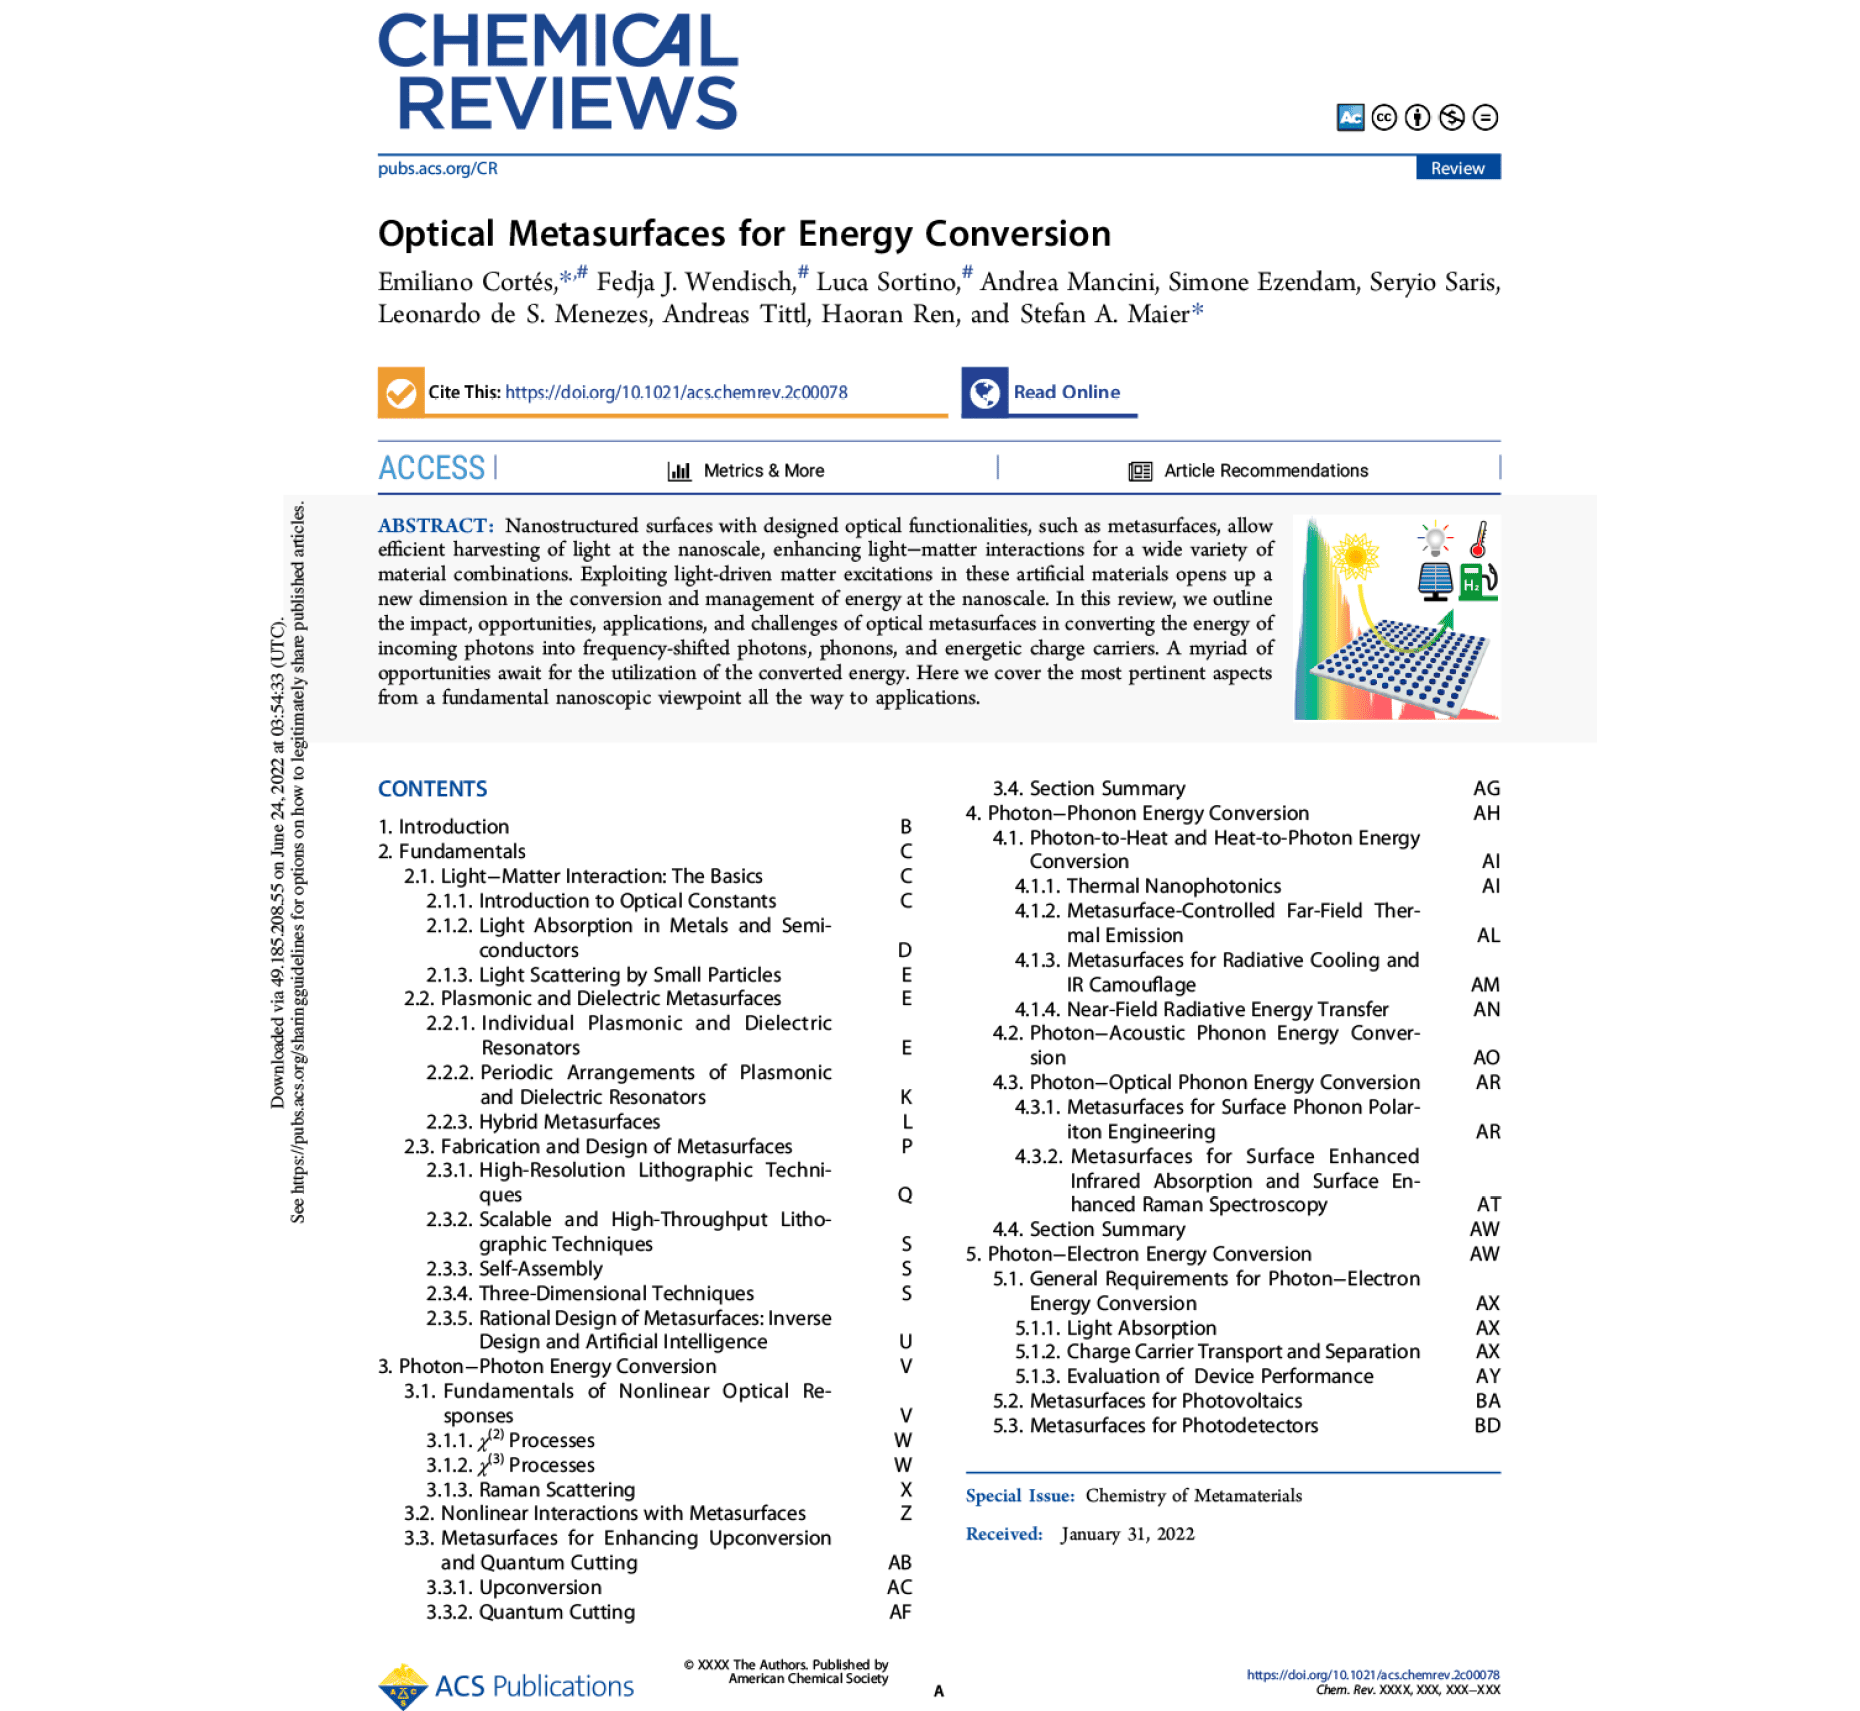 CHEMICAL
REVIEWS
Ac cc $ =
pubs.acs.org/CR
Review
Optical Metasurfaces for Energy Conversion
Emiliano Cortés,*,# Fedja J. Wendisch,# Luca Sortino,# Andrea Mancini, Simone Ezendam, Seryio Saris,
Leonardo de S. Menezes, Andreas Tittl, Haoran Ren, and Stefan A. Maier*
Cite This: https://doi.org/10.1021/acs.chemrev.2c00078
Read Online
ACCESS
Metrics & More
Article Recommendations
ABSTRACT: Nanostructured surfaces with designed optical functionalities, such as metasurfaces, allow
efficient harvesting of light at the nanoscale, enhancing light−matter interactions for a wide variety of
material combinations. Exploiting light-driven matter excitations in these artificial materials opens up a
new dimension in the conversion and management of energy at the nanoscale. In this review, we outline
the impact, opportunities, applications, and challenges of optical metasurfaces in converting the energy of
incoming photons into frequency-shifted photons, phonons, and energetic charge carriers. A myriad of
opportunities await for the utilization of the converted energy. Here we cover the most pertinent aspects
from a fundamental nanoscopic viewpoint all the way to applications.
H₂
CONTENTS
1. Introduction B
2. Fundamentals C
2.1. Light−Matter Interaction: The Basics C
2.1.1. Introduction to Optical Constants C
2.1.2. Light Absorption in Metals and Semi-
conductors D
2.1.3. Light Scattering by Small Particles E
2.2. Plasmonic and Dielectric Metasurfaces E
2.2.1. Individual Plasmonic and Dielectric
Resonators E
2.2.2. Periodic Arrangements of Plasmonic
and Dielectric Resonators K
2.2.3. Hybrid Metasurfaces L
2.3. Fabrication and Design of Metasurfaces P
2.3.1. High-Resolution Lithographic Techni-
ques Q
2.3.2. Scalable and High-Throughput Litho-
graphic Techniques S
2.3.3. Self-Assembly S
2.3.4. Three-Dimensional Techniques S
2.3.5. Rational Design of Metasurfaces: Inverse
Design and Artificial Intelligence U
3. Photon−Photon Energy Conversion V
3.1. Fundamentals of Nonlinear Optical Re-
sponses V
3.1.1. χ(2) Processes W
3.1.2. χ(3) Processes W
3.1.3. Raman Scattering X
3.2. Nonlinear Interactions with Metasurfaces Z
3.3. Metasurfaces for Enhancing Upconversion
and Quantum Cutting AB
3.3.1. Upconversion AC
3.3.2. Quantum Cutting AF
3.4. Section Summary AG
4. Photon−Phonon Energy Conversion AH
4.1. Photon-to-Heat and Heat-to-Photon Energy
Conversion AI
4.1.1. Thermal Nanophotonics AI
4.1.2. Metasurface-Controlled Far-Field Ther-
mal Emission AL
4.1.3. Metasurfaces for Radiative Cooling and
IR Camouflage AM
4.1.4. Near-Field Radiative Energy Transfer AN
4.2. Photon−Acoustic Phonon Energy Conver-
sion AO
4.3. Photon−Optical Phonon Energy Conversion AR
4.3.1. Metasurfaces for Surface Phonon Polar-
iton Engineering AR
4.3.2. Metasurfaces for Surface Enhanced
Infrared Absorption and Surface En-
hanced Raman Spectroscopy AT
4.4. Section Summary AW
5. Photon−Electron Energy Conversion AW
5.1. General Requirements for Photon−Electron
Energy Conversion AX
5.1.1. Light Absorption AX
5.1.2. Charge Carrier Transport and Separation AX
5.1.3. Evaluation of Device Performance AY
5.2. Metasurfaces for Photovoltaics BA
5.3. Metasurfaces for Photodetectors BD
Special Issue: Chemistry of Metamaterials
Received: January 31, 2022
Downloaded via 49.185.208.55 on June 24, 2022 at 03:54:33 (UTC).
See https://pubs.acs.org/sharingguidelines for options on how to legitimately share published articles.
ACS Publications
© XXXX The Authors. Published by
American Chemical Society
A
https://doi.org/10.1021/acs.chemrev.2c00078
Chem. Rev. XXXX, XXX, XXX−XXX